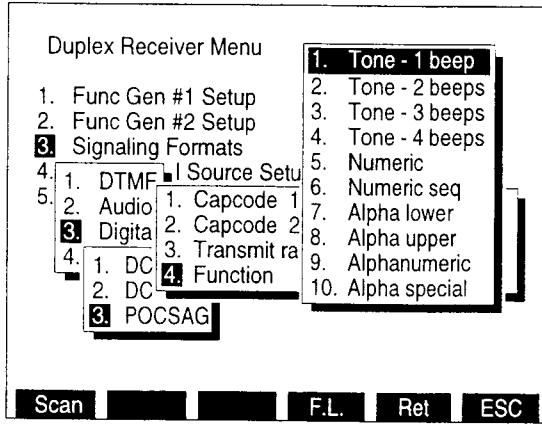 Duplex Receiver Menu
1. Func Gen #1 Setup
2. Func Gen #2 Setup
3. Signaling Formats
4. l Source Setu
5.
1. DTMF
2. Audio
3. Digita
4.
1. DC
2. DC
3. POCSAG
1. Capcode 1
2. Capcode 2
3. Transmit ra
4. Function
1. Tone - 1 beep
2. Tone - 2 beeps
3. Tone - 3 beeps
4. Tone - 4 beeps
5. Numeric
6. Numeric seq
7. Alpha lower
8. Alpha upper
9. Alphanumeric
10. Alpha special
Scan F.L. Ret ESC